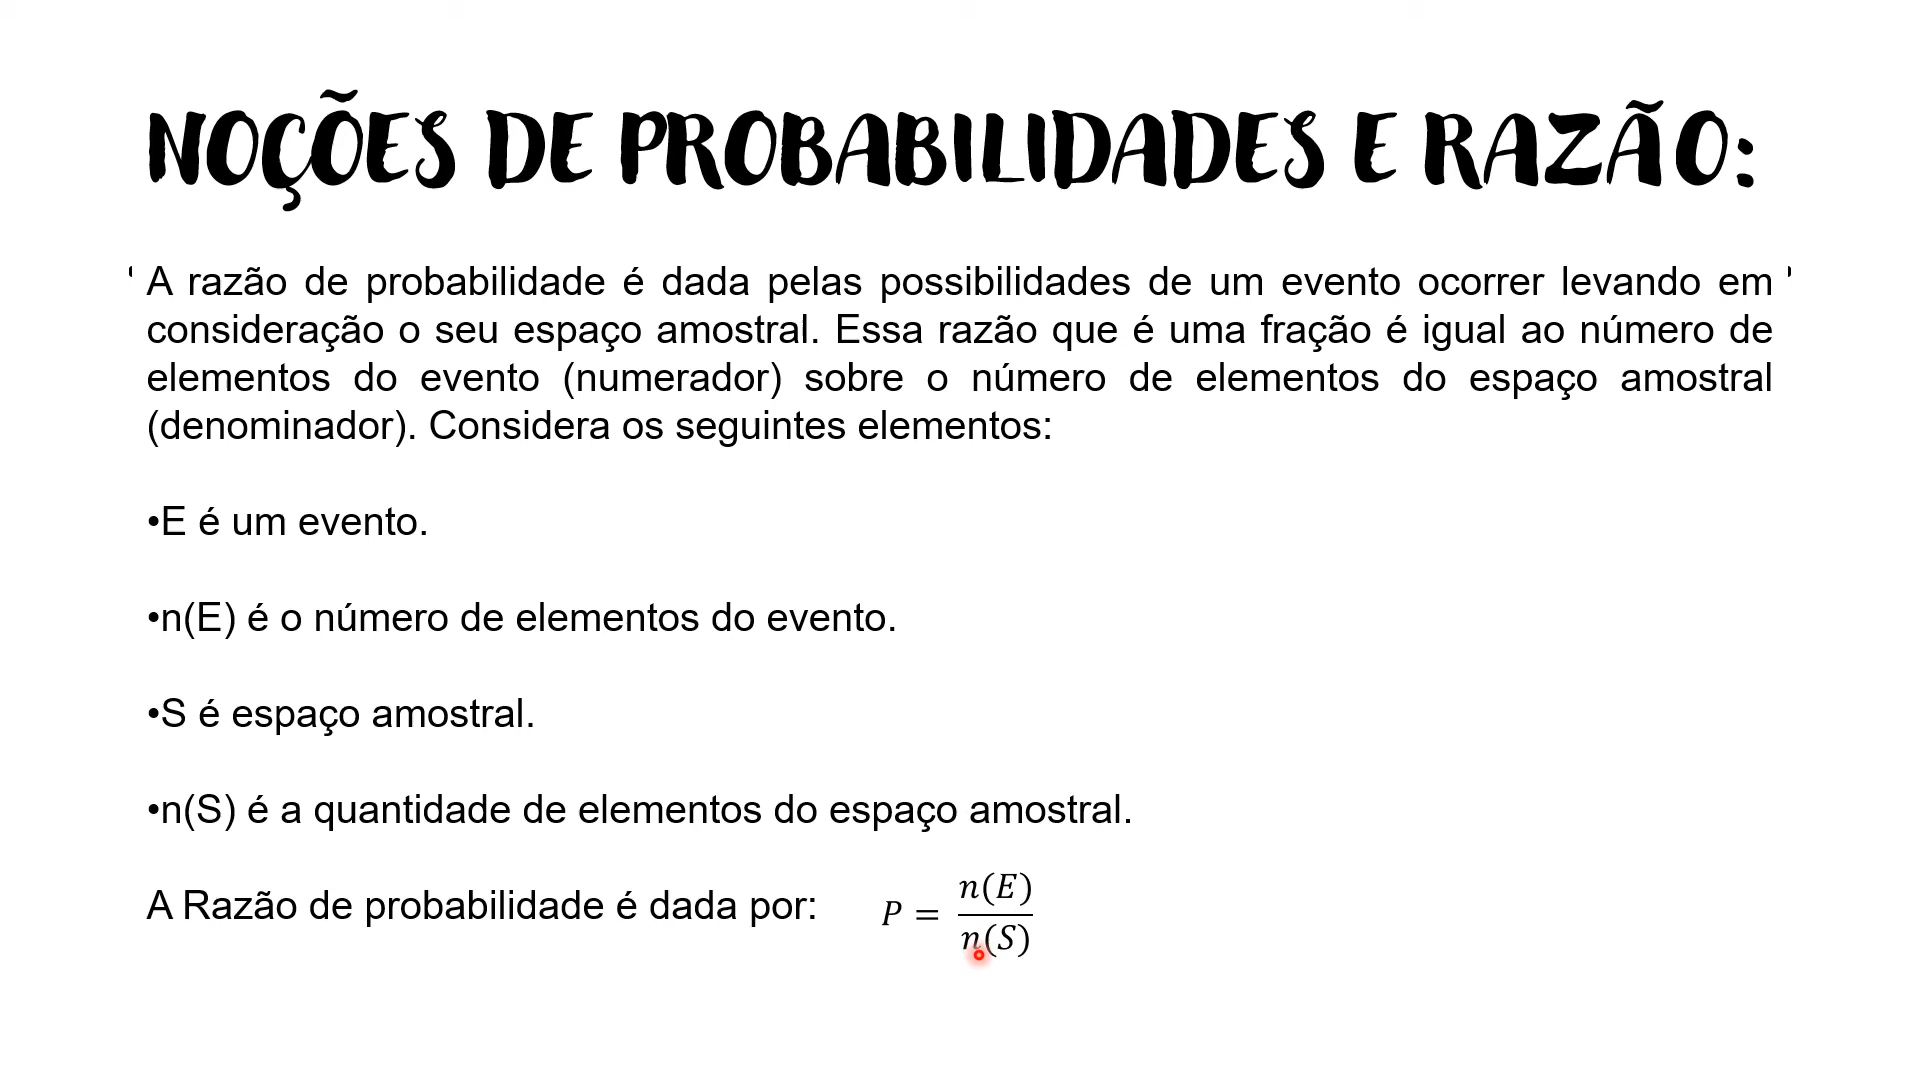 NOÇÕES DE PROBABILIDADES E RAZÃO:
A razão de probabilidade é dada pelas possibilidades de um evento ocorrer levando em
consideração o seu espaço amostral. Essa razão que é uma fração é igual ao número de
elementos do evento (numerador) sobre o número de elementos do espaço amostral
(denominador). Considera os seguintes elementos:
•E é um evento.
•n(E) é o número de elementos do evento.
•S é espaço amostral.
•n(S) é a quantidade de elementos do espaço amostral.
A Razão de probabilidade é dada por: P = n(E)/n(S)